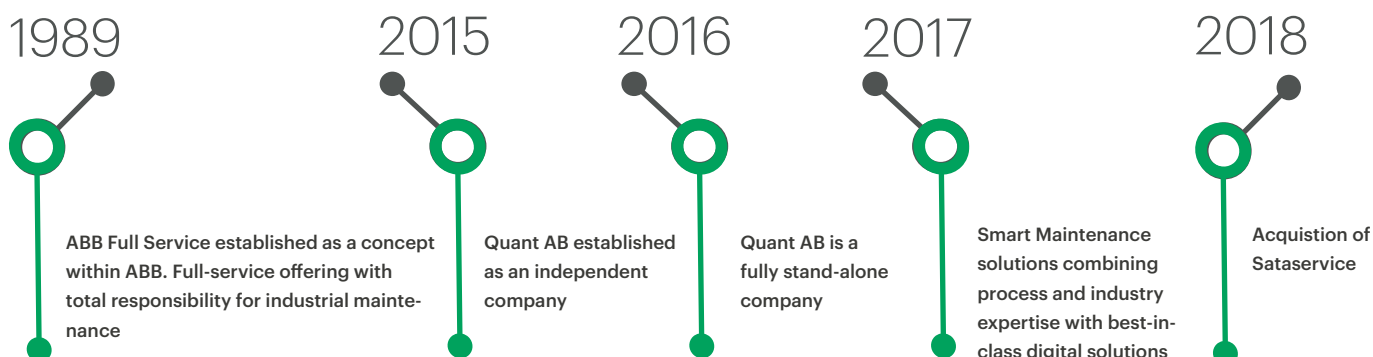 1989
ABB Full Service established as a concept
within ABB. Full-service offering with
total responsibility for industrial mainte-
nance
2015
Quant AB established
as an independent
company
2016
Quant AB is a
fully stand-alone
company
2017
Smart Maintenance
solutions combining
process and industry
expertise with best-in-
class digital solutions
2018
Acquistion of
Sataservice